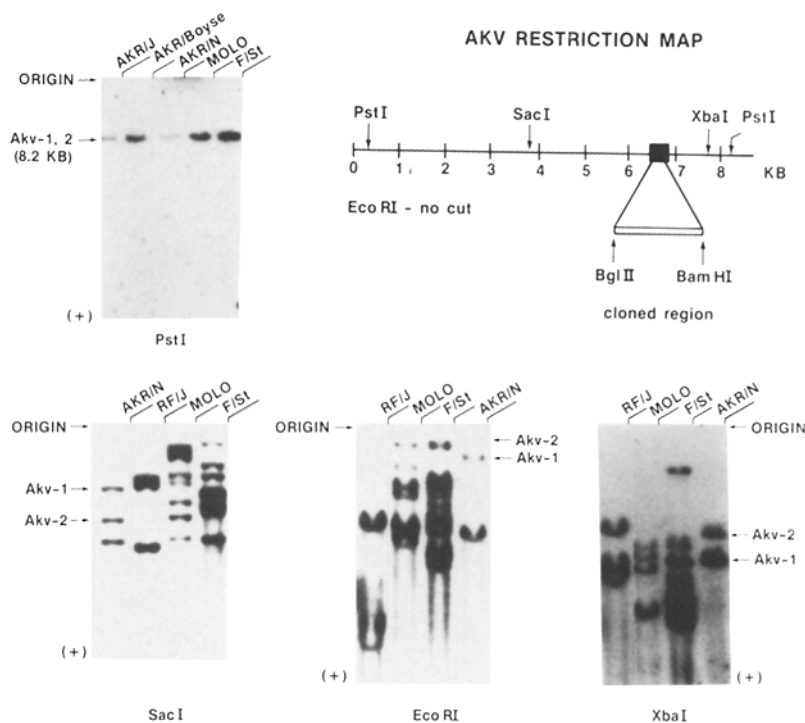 AKR/J
AKR/Boyse
AKR/N
MOLO
F/St
ORIGIN
Akv-1, 2
(8.2 KB)
(+)
PstI
AKV RESTRICTION MAP
PstI
SacI
XbaI
PstI
0 1 2 3 4 5 6 7 8 KB
Eco RI - no cut
Bgl II
Bam HI
cloned region
AKR/N
RF/J
MOLO
F/St
ORIGIN
Akv-1
Akv-2
(+)
Sac I
RF/J
MOLO
F/St
AKR/N
ORIGIN
Akv-2
Akv-1
(+)
Eco RI
RF/J
MOLO
F/St
AKR/N
ORIGIN
Akv-2
Akv-1
(+)
XbaI